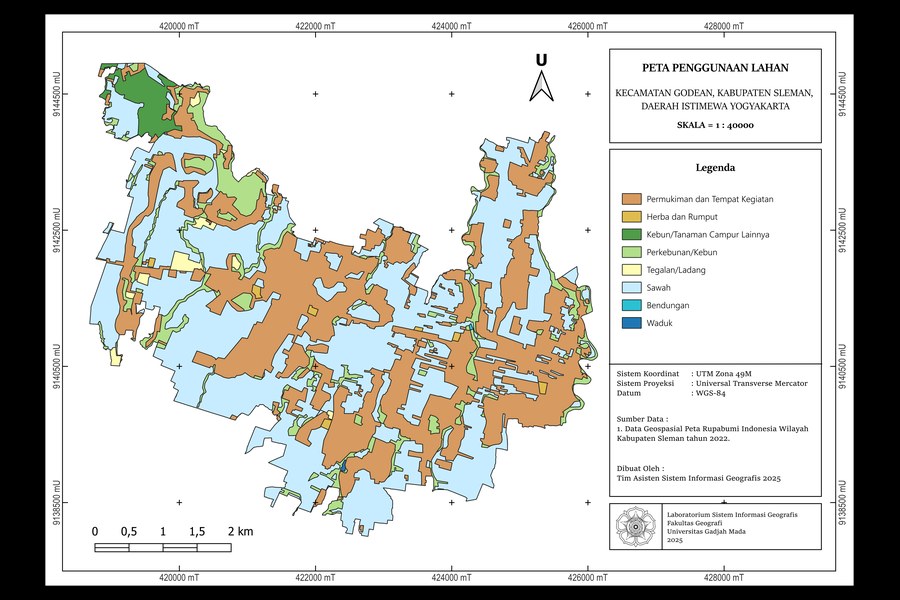 420000 mT 422000 mT 424000 mT 426000 mT 428000 mT
9144500 mU
9142500 mU
9140500 mU
9138500 mU
U
PETA PENGGUNAAN LAHAN
KECAMATAN GODEAN, KABUPATEN SLEMAN,
DAERAH ISTIMEWA YOGYAKARTA
SKALA = 1 : 40000
Legenda
Permukiman dan Tempat Kegiatan
Herba dan Rumput
Kebun/Tanaman Campur Lainnya
Perkebunan/Kebun
Tegalan/Ladang
Sawah
Bendungan
Waduk
Sistem Koordinat : UTM Zona 49M
Sistem Proyeksi : Universal Transverse Mercator
Datum : WGS-84
Sumber Data :
1. Data Geospasial Peta Rupabumi Indonesia Wilayah
Kabupaten Sleman tahun 2022.
Dibuat Oleh :
Tim Asisten Sistem Informasi Geografis 2025
Laboratorium Sistem Informasi Geografis
Fakultas Geografi
Universitas Gadjah Mada
2025
0 0,5 1 1,5 2 km
9144500 mU
9142500 mU
9140500 mU
9138500 mU
420000 mT 422000 mT 424000 mT 426000 mT 428000 mT